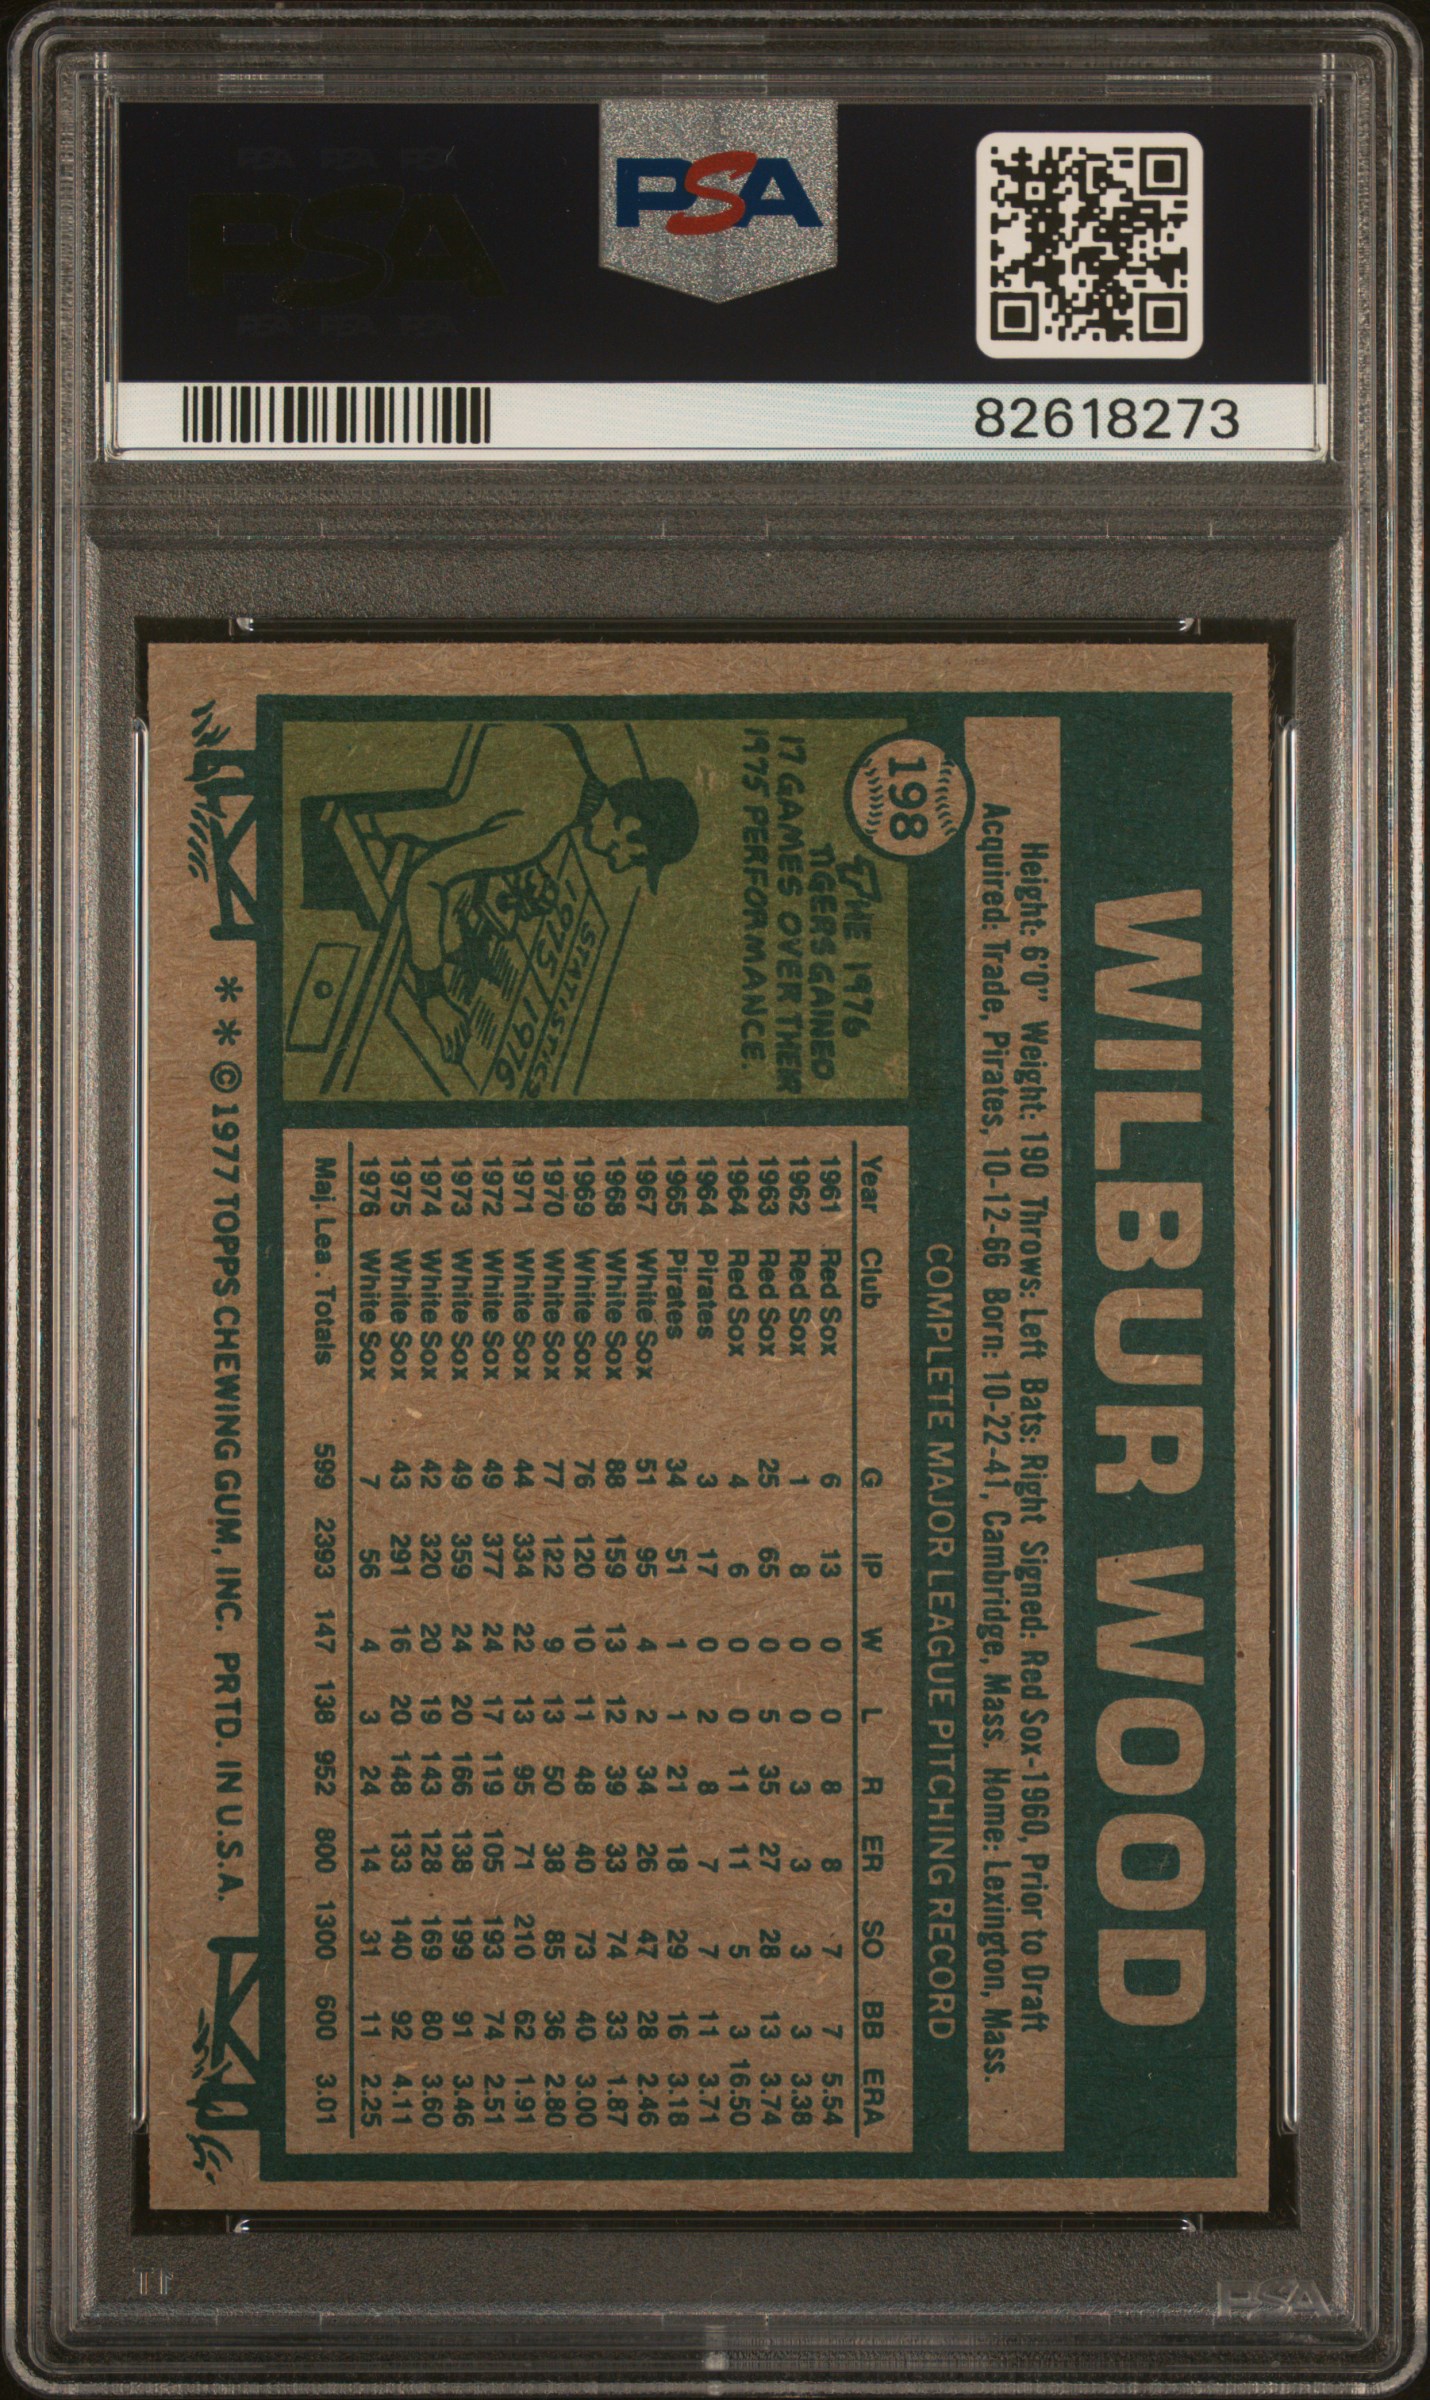 PSA PSA PSA
PSA
PSA PSA PSA
PSA
82618273
WILBUR WOOD
Height: 6'0" Weight: 190 Throws: Left Bats: Right Signed: Red Sox-1960, Prior to Draft
Acquired: Trade, Pirates, 10-12-66 Born: 10-22-41, Cambridge, Mass. Home: Lexington, Mass.
198
COMPLETE MAJOR LEAGUE PITCHING RECORD
THE 1976
TIGERS GAINED
17 GAMES OVER THEIR
1975 PERFORMANCE.
STATISTICS
1975/1976
Year Club G IP W L R ER SO BB ERA
1961 Red Sox 6 13 0 0 8 8 7 7 5.54
1962 Red Sox 1 8 0 0 3 3 3 3 3.38
1963 Red Sox 25 65 0 5 35 27 28 13 3.74
1964 Red Sox 4 6 0 0 11 11 5 3 16.50
1964 Pirates 3 17 0 2 8 7 7 11 3.71
1965 Pirates 34 51 1 1 21 18 29 16 3.18
1967 White Sox 51 95 4 2 34 26 47 28 2.46
1968 White Sox 88 159 13 12 39 33 74 33 1.87
1969 White Sox 76 120 10 11 48 40 73 40 3.00
1970 White Sox 77 122 9 13 50 38 85 36 2.80
1971 White Sox 44 334 22 13 95 71 210 62 1.91
1972 White Sox 49 377 24 17 119 105 193 74 2.51
1973 White Sox 49 359 24 20 166 138 199 91 3.46
1974 White Sox 42 320 20 19 143 128 169 80 3.60
1975 White Sox 43 291 16 20 148 133 140 92 4.11
1976 White Sox 7 56 4 3 24 14 31 11 2.25
Maj. Lea. Totals 599 2393 147 138 952 800 1300 600 3.01
** © 1977 TOPPS CHEWING GUM, INC. PRTD. IN U.S.A.
PSA